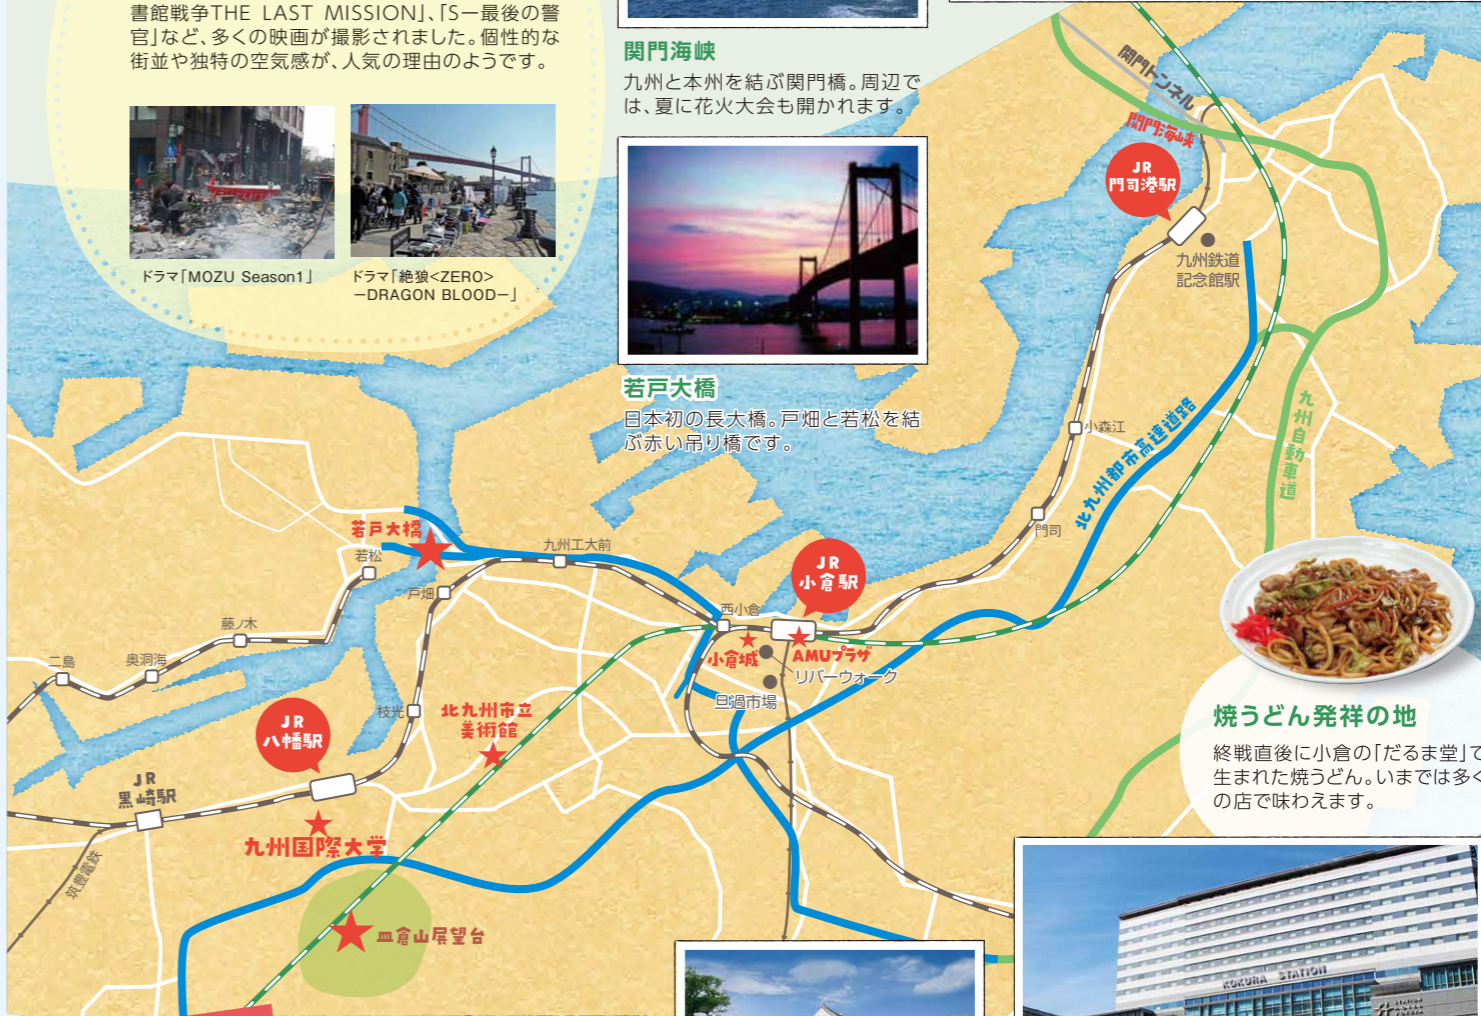 書館戦争THE LAST MISSION」、「S－最後の警
官」など、多くの映画が撮影されました。個性的な
街並や独特の空気感が、人気の理由のようです。
ドラマ「MOZU Season1」
ドラマ「絶狼<ZERO>
－DRAGON BLOOD－」
関門海峡
九州と本州を結ぶ関門橋。周辺で
は、夏に花火大会も開かれます。
若戸大橋
日本初の長大橋。戸畑と若松を結
ぶ赤い吊り橋です。
関門トンネル
関門海峡
JR
門司港駅
九州鉄道
記念館駅
小森江
北九州都市高速道路
九州自動車道
門司
若戸大橋
若松
九州工大前
戸畑
藤ノ木
奥洞海
二島
JR
小倉駅
西小倉
小倉城
AMUプラザ
リバーウォーク
旦過市場
枝光
北九州市立
美術館
JR
八幡駅
JR
黒崎駅
九州国際大学
筑豊電鉄
皿倉山展望台
焼うどん発祥の地
終戦直後に小倉の「だるま堂」で
生まれた焼うどん。いまでは多く
の店で味わえます。
KOKURA STATION